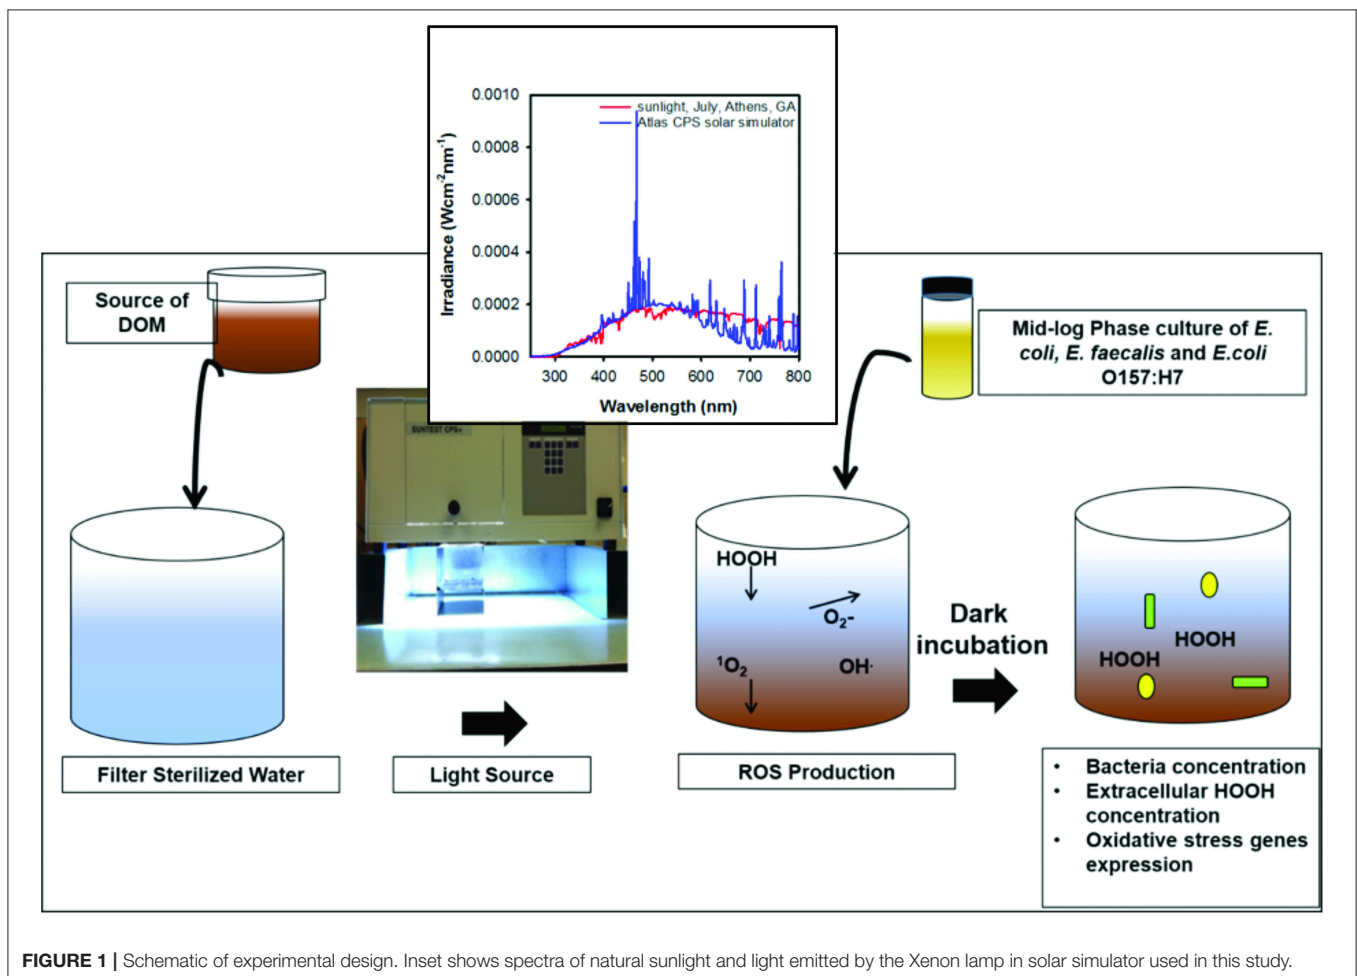 0.0010
0.0008
0.0006
0.0004
0.0002
0.0000
Irradiance (Wcm-2nm-1)
sunlight, July, Athens, GA
Atlas CPS solar simulator
300 400 500 600 700 800
Wavelength (nm)
Source of
DOM
Mid-log Phase culture of E.
coli, E. faecalis and E.coli
O157:H7
SUNTEST CPS+
HOOH
O2-
1O2
OH·
Dark
incubation
HOOH
HOOH
Filter Sterilized Water
Light Source
ROS Production
• Bacteria concentration
• Extracellular HOOH
concentration
• Oxidative stress genes
expression
FIGURE 1 | Schematic of experimental design. Inset shows spectra of natural sunlight and light emitted by the Xenon lamp in solar simulator used in this study.